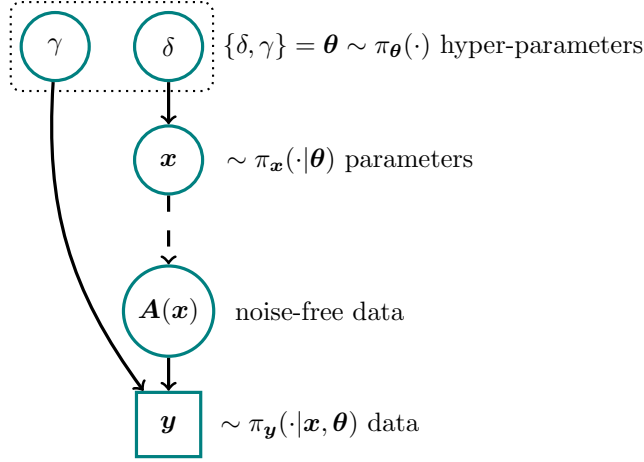 γ δ {δ, γ} = θ ∼ π_θ(·) hyper-parameters
x ∼ π_x(·|θ) parameters
A(x) noise-free data
y ∼ π_y(·|x, θ) data